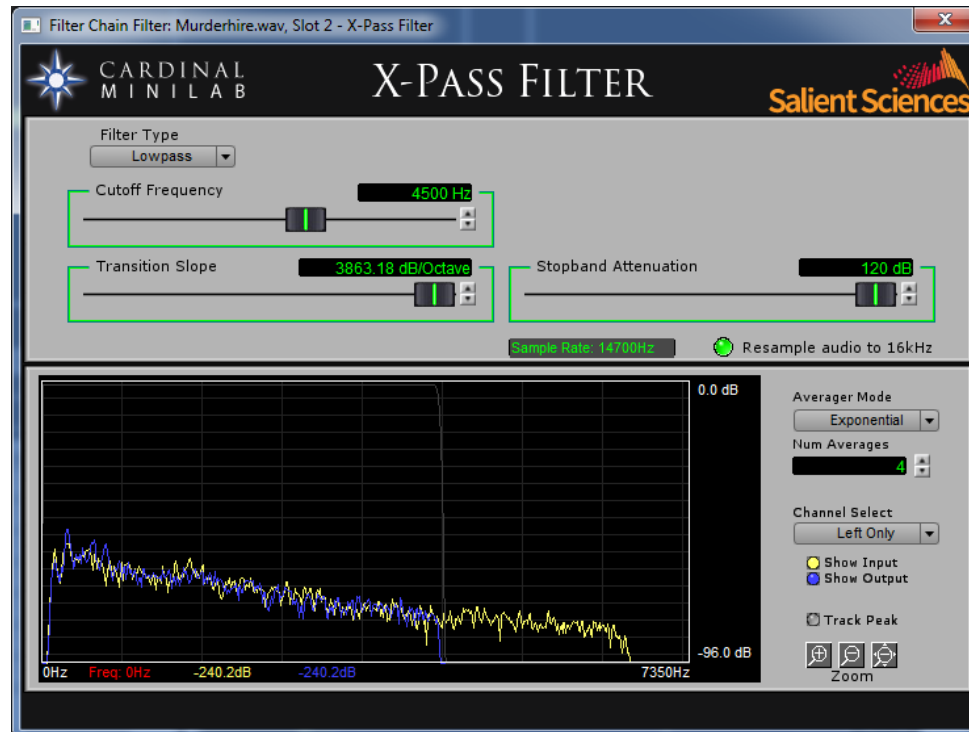 Filter Chain Filter: Murderhire.wav, Slot 2 - X-Pass Filter
CARDINAL
MINILAB
X-PASS FILTER
Salient Sciences
Filter Type
Lowpass
Cutoff Frequency
4500 Hz
Transition Slope
3863.18 dB/Octave
Stopband Attenuation
120 dB
Sample Rate: 14700Hz
Resample audio to 16kHz
0.0 dB
-96.0 dB
0Hz
Freq: 0Hz
-240.2dB
-240.2dB
7350Hz
Averager Mode
Exponential
Num Averages
4
Channel Select
Left Only
Show Input
Show Output
Track Peak
Zoom